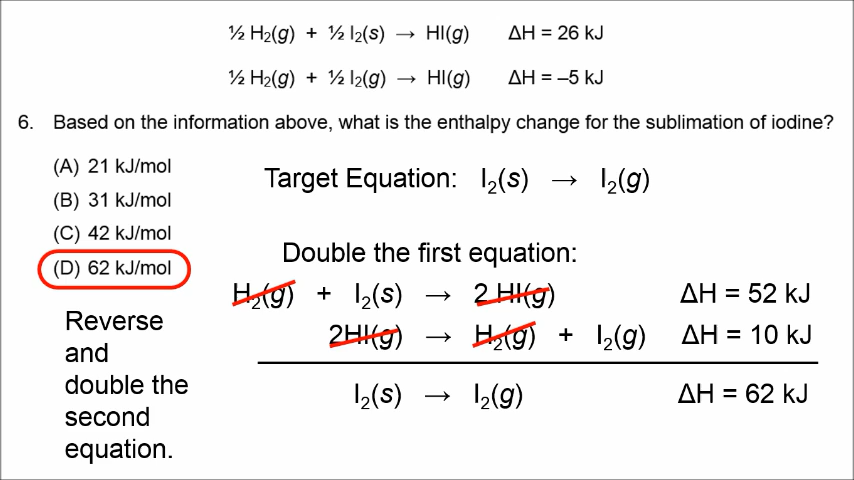 ½ H₂(g) + ½ I₂(s) → HI(g) ΔH = 26 kJ
½ H₂(g) + ½ I₂(g) → HI(g) ΔH = –5 kJ
6. Based on the information above, what is the enthalpy change for the sublimation of iodine?
(A) 21 kJ/mol
(B) 31 kJ/mol
(C) 42 kJ/mol
(D) 62 kJ/mol
Target Equation: I₂(s) → I₂(g)
Double the first equation:
H₂(g) + I₂(s) → 2 HI(g) ΔH = 52 kJ
2HI(g) → H₂(g) + I₂(g) ΔH = 10 kJ
I₂(s) → I₂(g) ΔH = 62 kJ
Reverse
and
double the
second
equation.